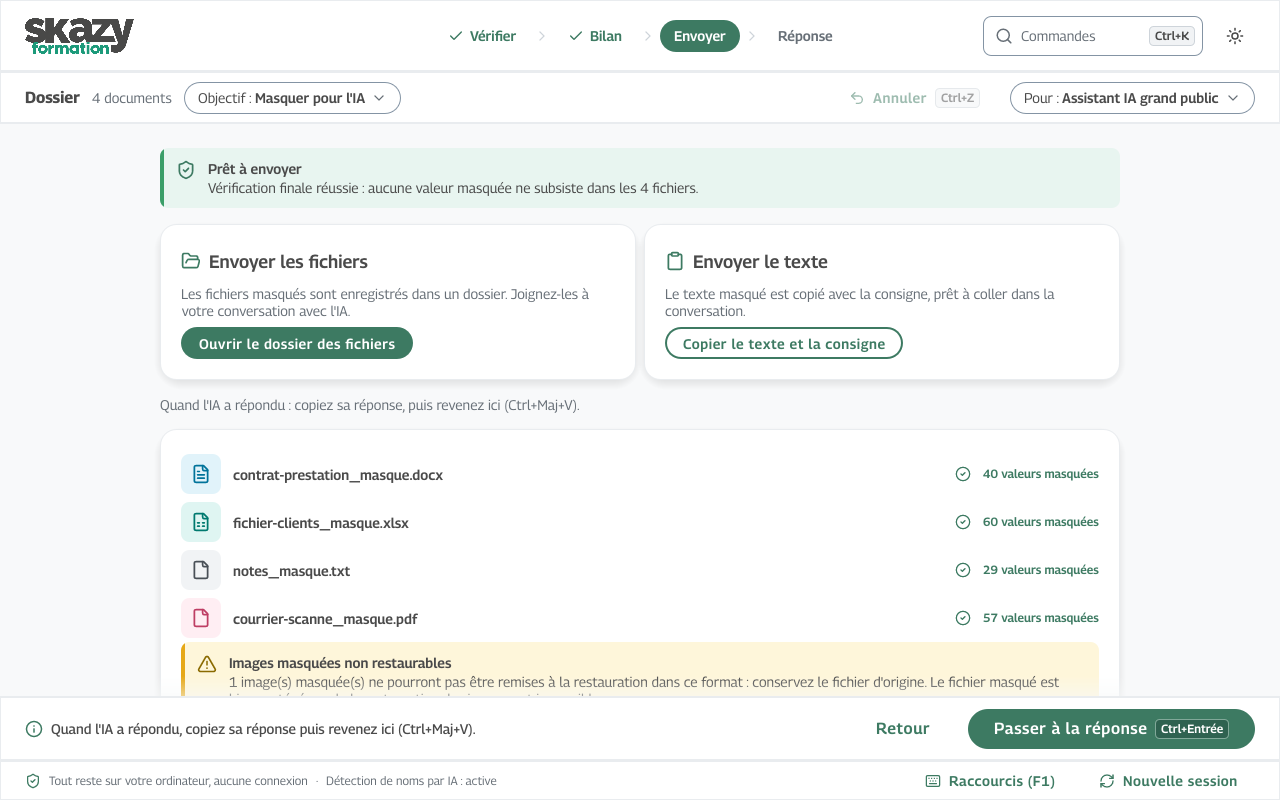 skazy
formation
Vérifier
Bilan
Envoyer
Réponse
Commandes
Ctrl+K
Dossier
4 documents
Objectif : Masquer pour l'IA
Annuler
Ctrl+Z
Pour : Assistant IA grand public
Prêt à envoyer
Vérification finale réussie : aucune valeur masquée ne subsiste dans les 4 fichiers.
Envoyer les fichiers
Les fichiers masqués sont enregistrés dans un dossier. Joignez-les à
votre conversation avec l'IA.
Ouvrir le dossier des fichiers
Envoyer le texte
Le texte masqué est copié avec la consigne, prêt à coller dans la
conversation.
Copier le texte et la consigne
Quand l'IA a répondu : copiez sa réponse, puis revenez ici (Ctrl+Maj+V).
contrat-prestation_masque.docx
40 valeurs masquées
fichier-clients_masque.xlsx
60 valeurs masquées
notes_masque.txt
29 valeurs masquées
courrier-scanne_masque.pdf
57 valeurs masquées
Images masquées non restaurables
1 image(s) masquée(s) ne pourront pas être remises à la restauration dans ce format : conservez le fichier d'origine. Le fichier masqué est
Quand l'IA a répondu, copiez sa réponse puis revenez ici (Ctrl+Maj+V).
Retour
Passer à la réponse
Ctrl+Entrée
Tout reste sur votre ordinateur, aucune connexion · Détection de noms par IA : active
Raccourcis (F1)
Nouvelle session